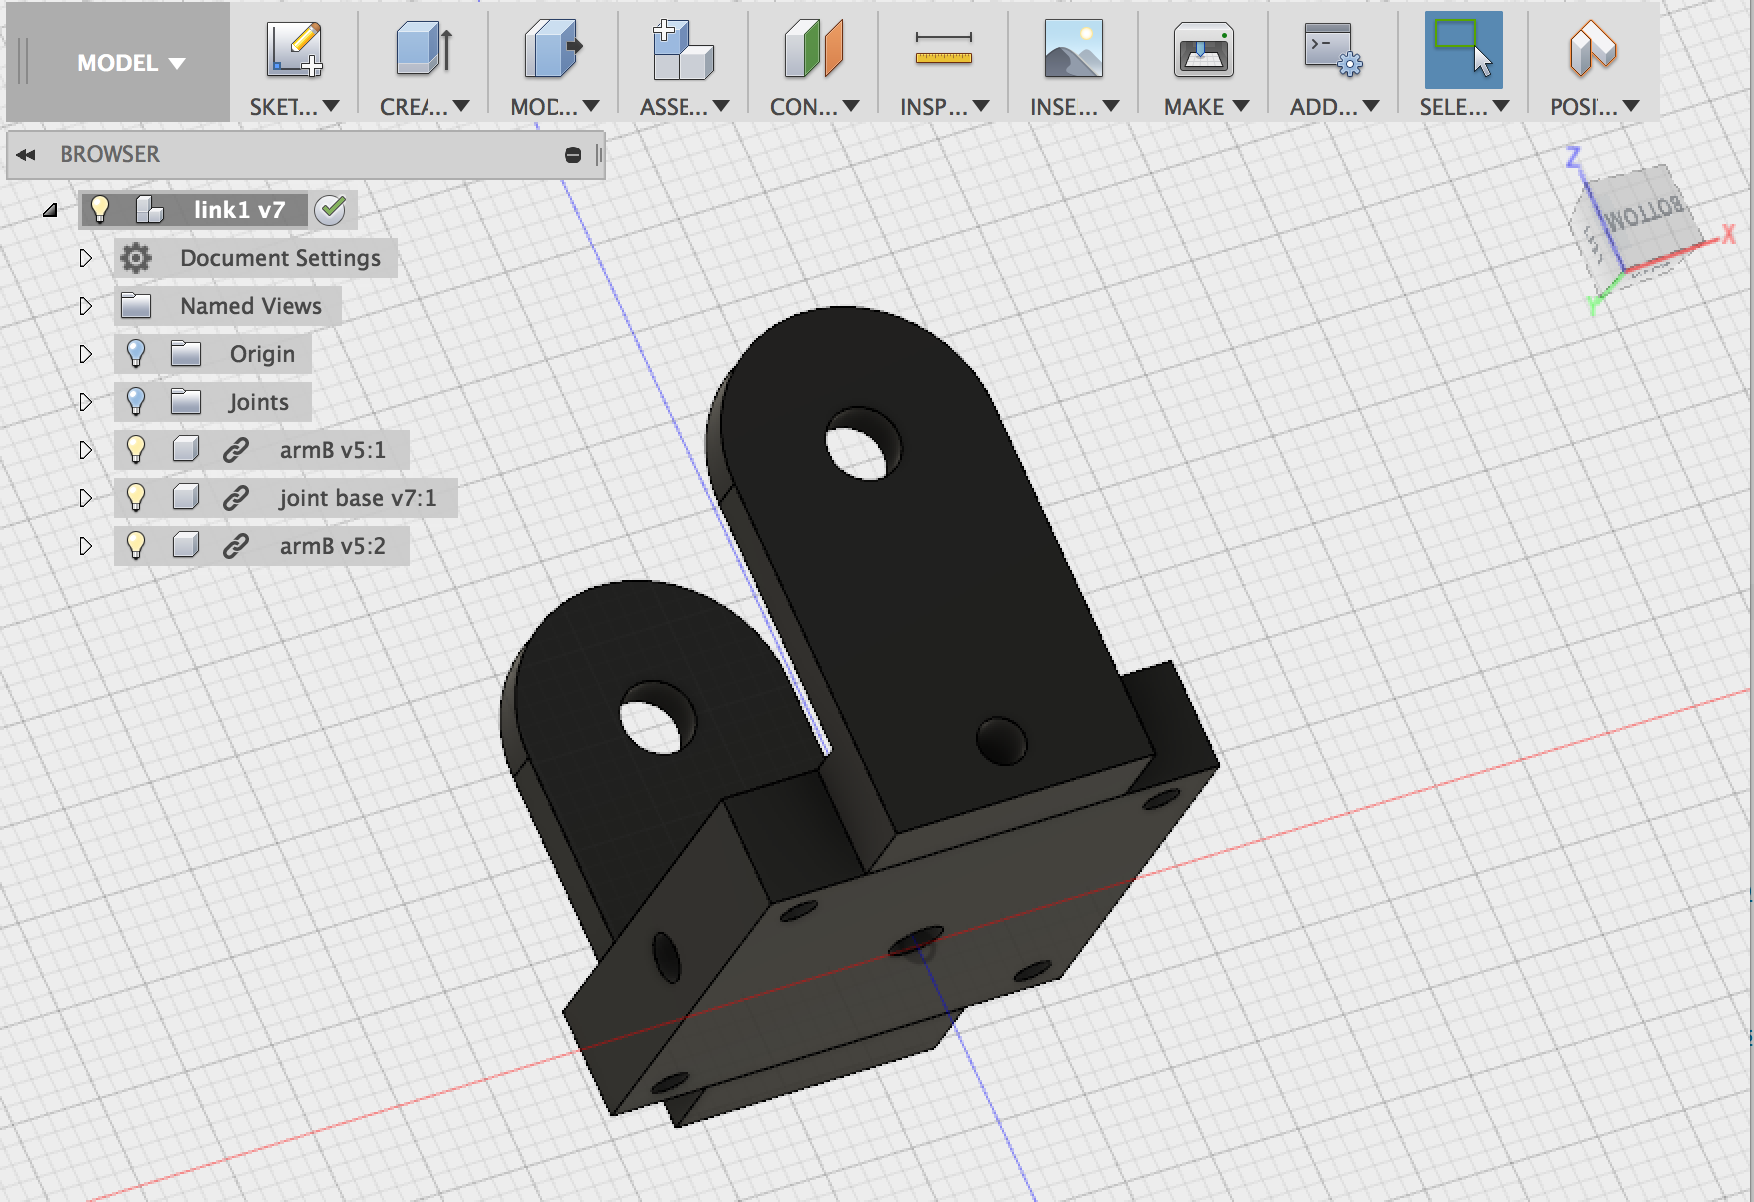 MODEL
SKET...
CREA...
MOD...
ASSE...
CON...
INSP...
INSE...
MAKE
ADD...
SELE...
POSI...
BROWSER
link1 v7
Document Settings
Named Views
Origin
Joints
armB v5:1
joint base v7:1
armB v5:2
Z
BOTTOM
X
Y